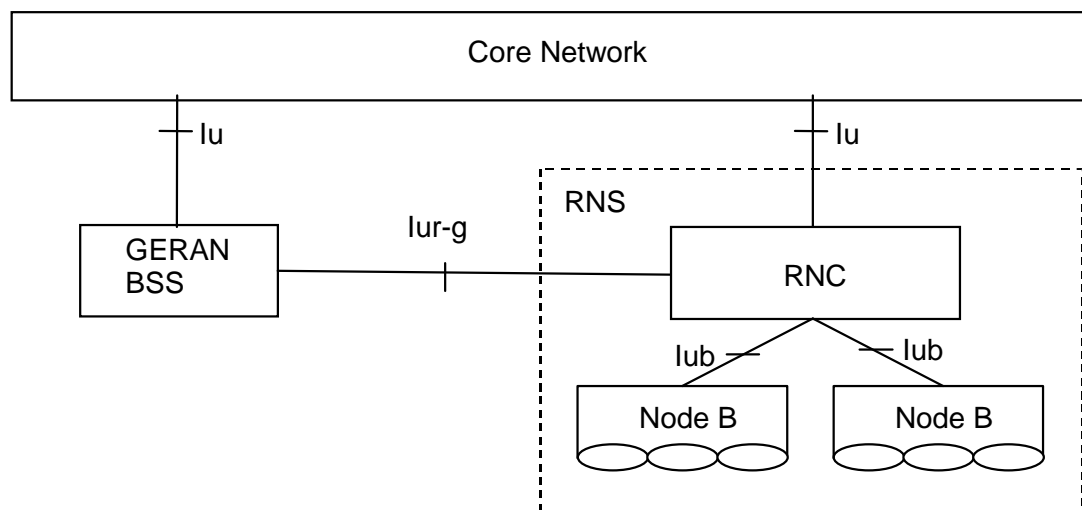 Core Network
Iu
Iu
RNS
Iur-g
GERAN
BSS
RNC
Iub
Iub
Node B
Node B